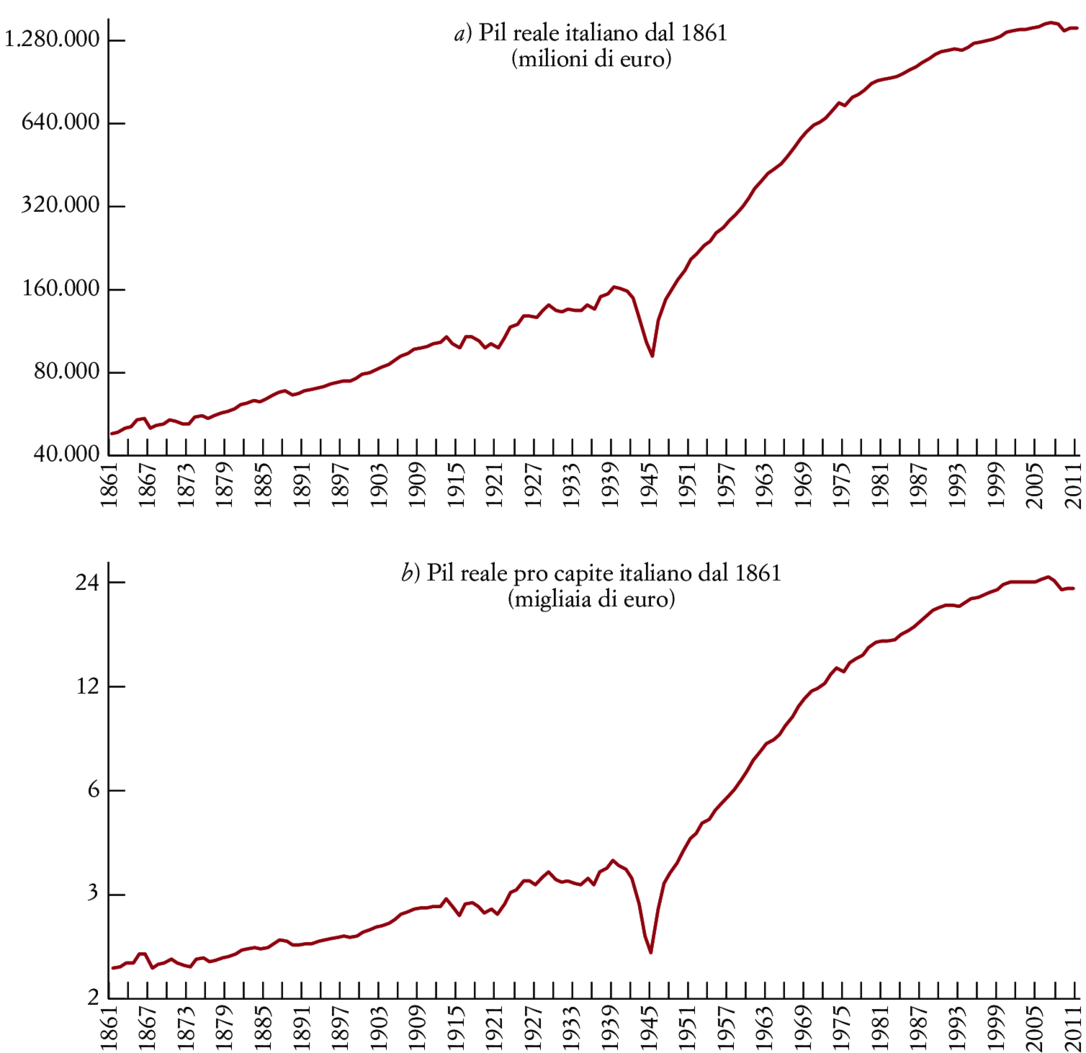 a) Pil reale italiano dal 1861
(milioni di euro)
1.280.000
640.000
320.000
160.000
80.000
40.000
1861 1867 1873 1879 1885 1891 1897 1903 1909 1915 1921 1927 1933 1939 1945 1951 1957 1963 1969 1975 1981 1987 1993 1999 2005 2011
b) Pil reale pro capite italiano dal 1861
(migliaia di euro)
24
12
6
3
2
1861 1867 1873 1879 1885 1891 1897 1903 1909 1915 1921 1927 1933 1939 1945 1951 1957 1963 1969 1975 1981 1987 1993 1999 2005 2011